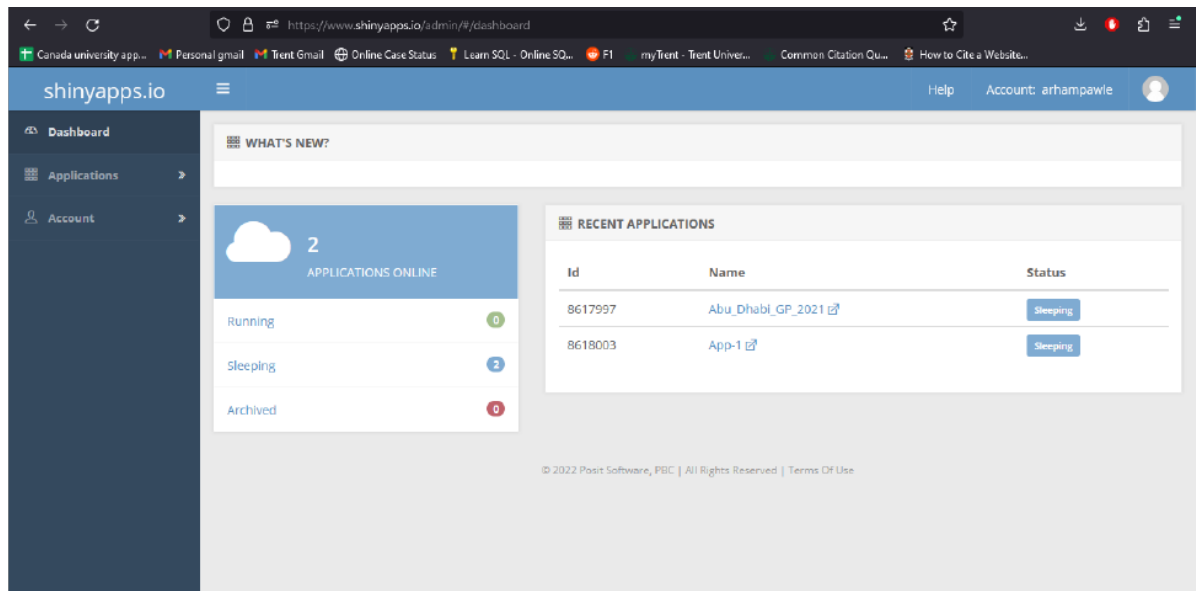 https://www.shinyapps.io/admin/#/dashboard
Canada university app... Personal gmail Trent Gmail Online Case Status Learn SQL - Online SQ... F1 myTrent - Trent Univer... Common Citation Qu... How to Cite a Website...
shinyapps.io Help Account: arhampawle
Dashboard
Applications
Account
WHAT'S NEW?
2
APPLICATIONS ONLINE
Running 0
Sleeping 2
Archived 0
RECENT APPLICATIONS
Id Name Status
8617997 Abu_Dhabi_GP_2021 Sleeping
8618003 App-1 Sleeping
© 2022 Posit Software, PBC | All Rights Reserved | Terms Of Use